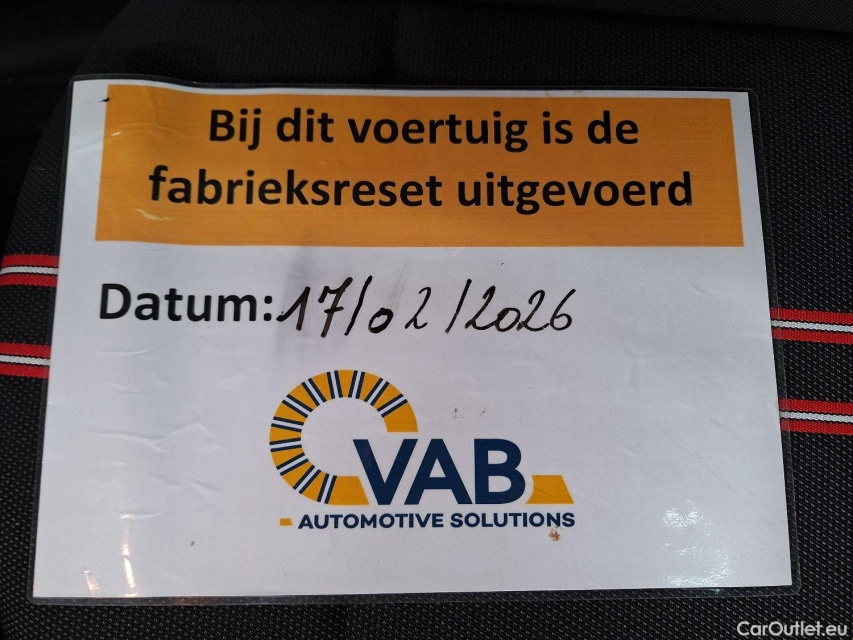 Bij dit voertuig is de
fabrieksreset uitgevoerd
Datum: 17/02/2026
VAB
AUTOMOTIVE SOLUTIONS
CarOutlet.eu